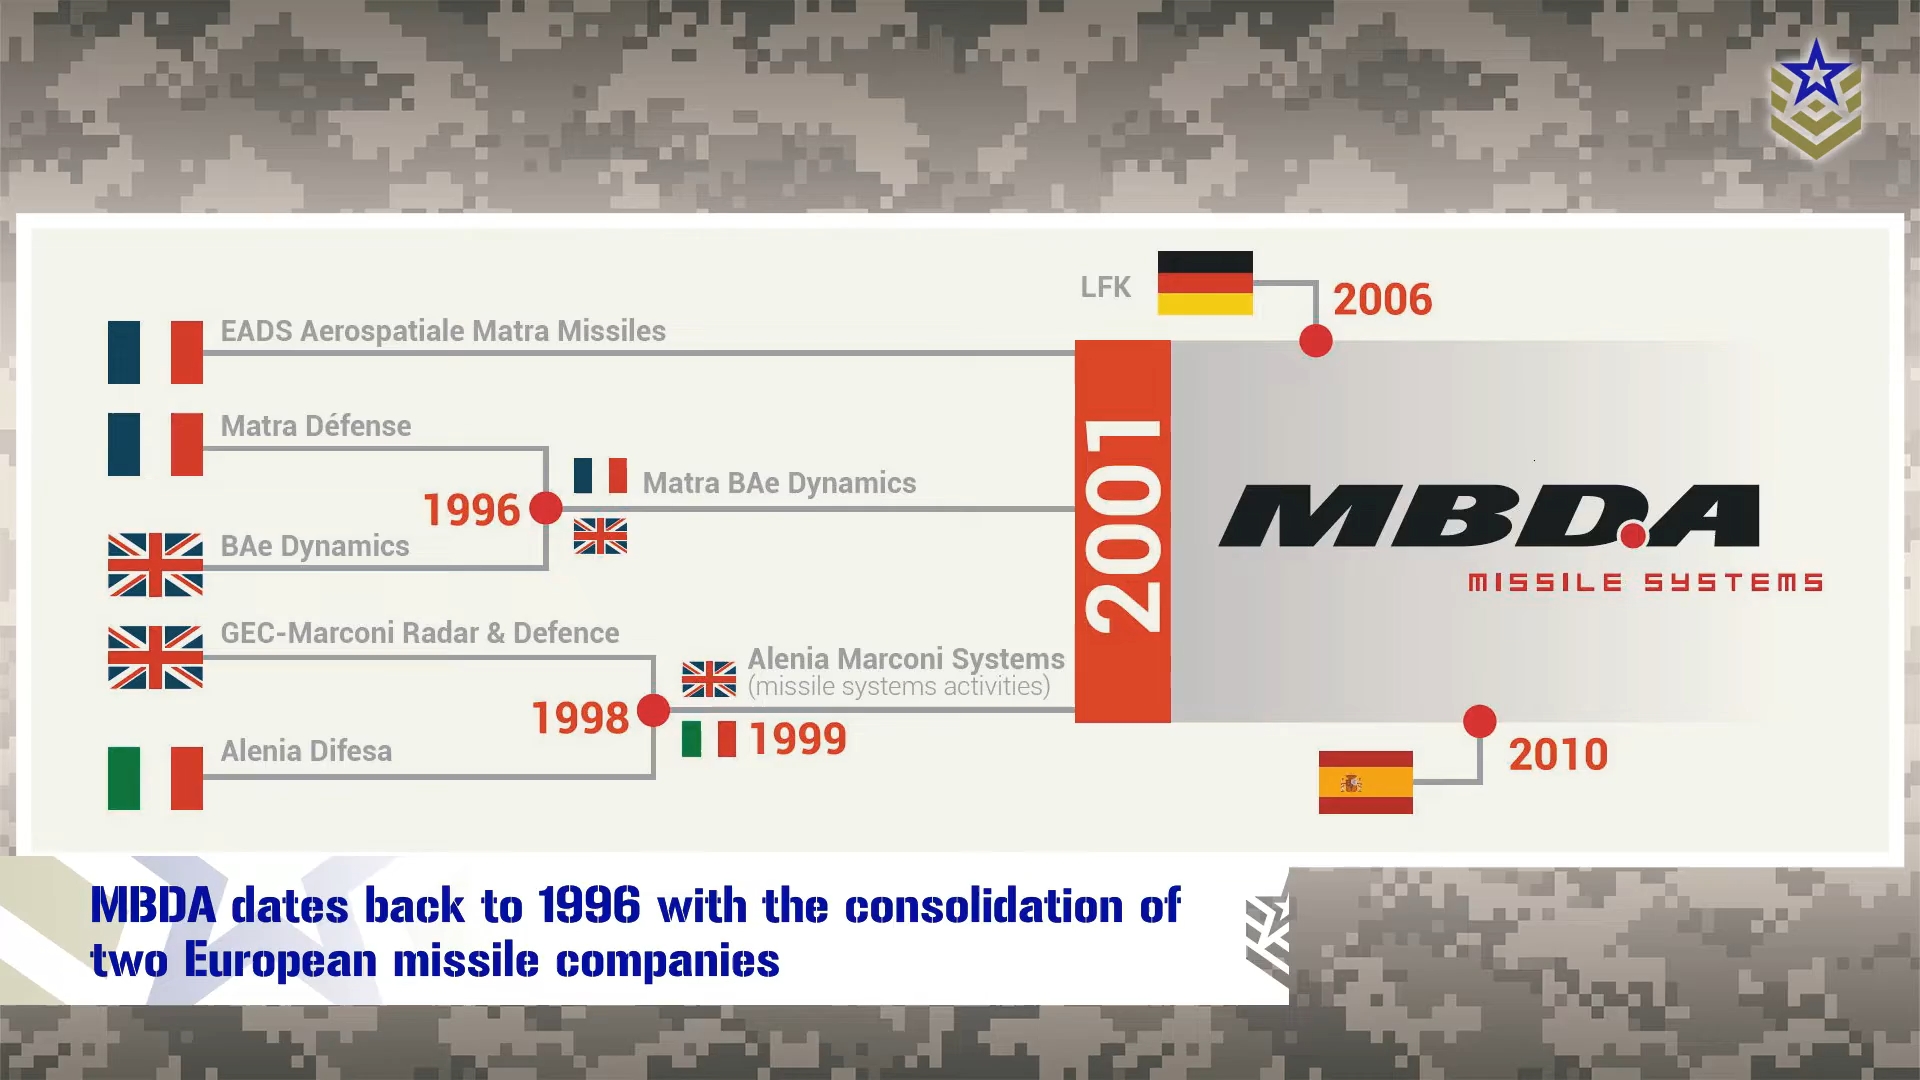 LFK
2006
EADS Aerospatiale Matra Missiles
Matra Défense
1996
Matra BAe Dynamics
BAe Dynamics
GEC-Marconi Radar & Defence
1998
Alenia Marconi Systems
(missile systems activities)
1999
Alenia Difesa
2001
MBDA
MISSILE SYSTEMS
2010
MBDA dates back to 1996 with the consolidation of
two European missile companies